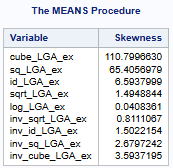 The MEANS Procedure
Variable Skewness
cube_LGA_ex 110.7996630
sq_LGA_ex 65.4056979
id_LGA_ex 6.5937999
sqrt_LGA_ex 1.4948844
log_LGA_ex 0.0408361
inv_sqrt_LGA_ex 0.8111067
inv_id_LGA_ex 1.5022154
inv_sq_LGA_ex 2.6797242
inv_cube_LGA_ex 3.5937195